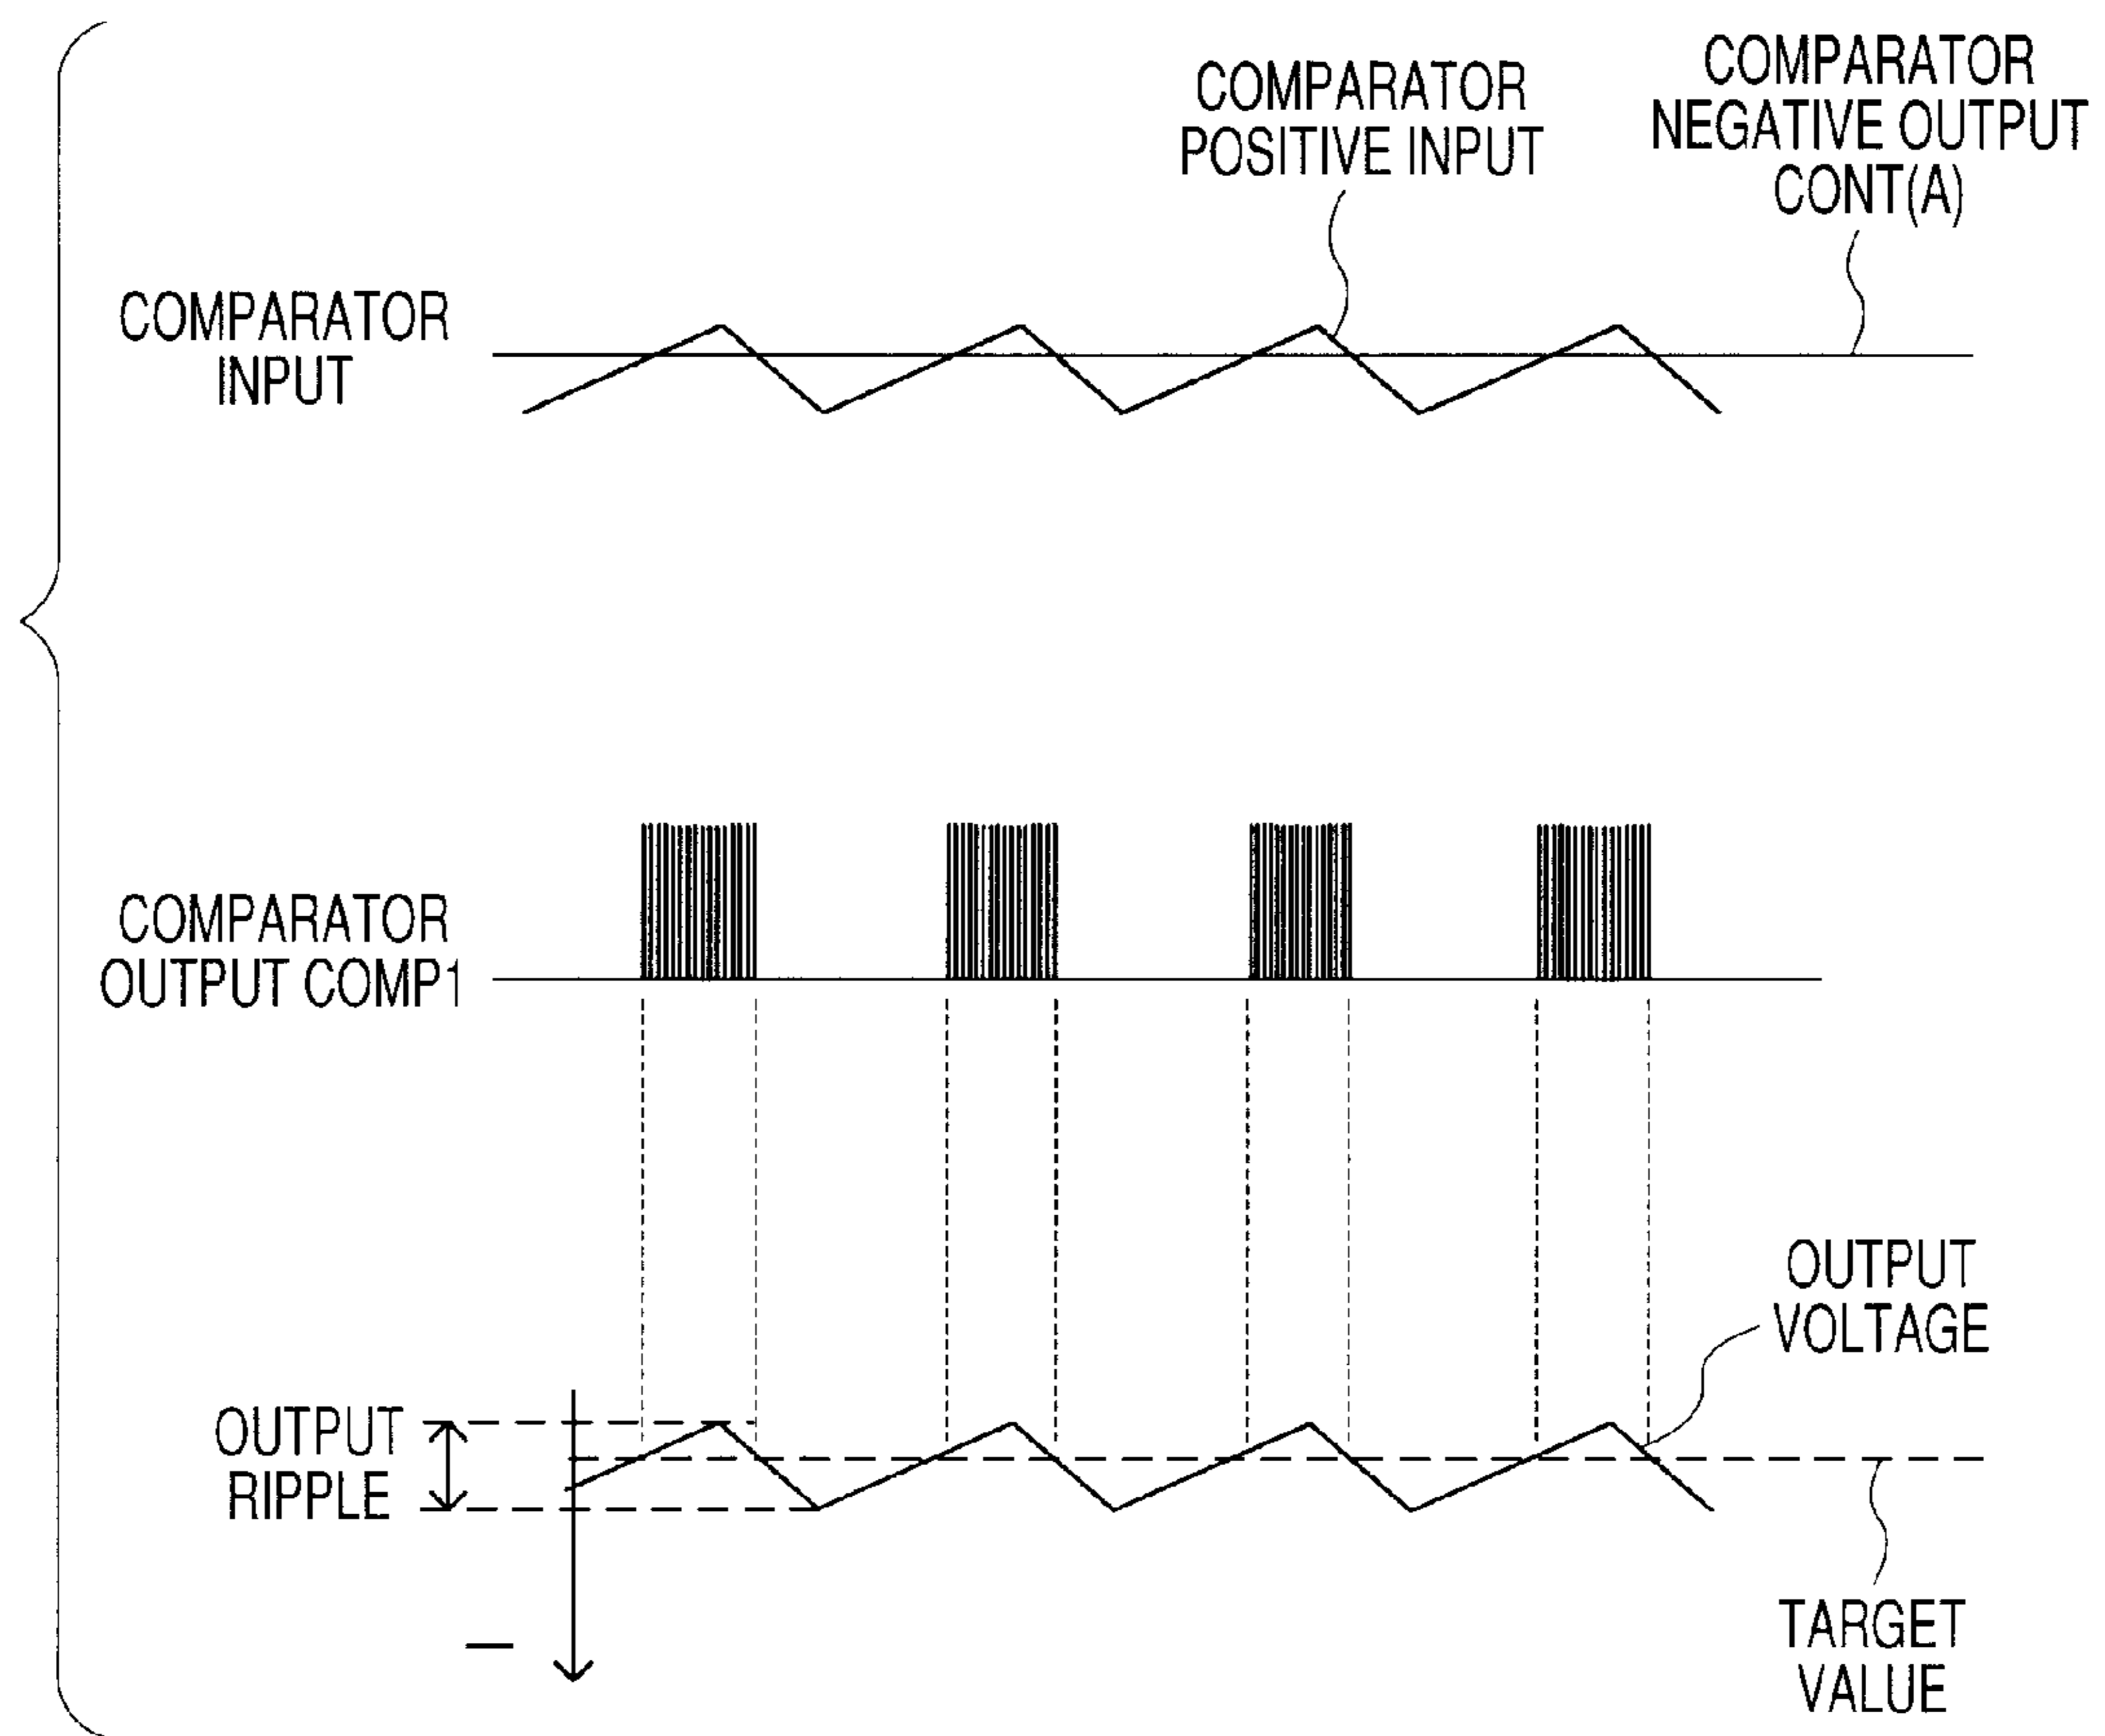 COMPARATOR
POSITIVE INPUT
COMPARATOR
NEGATIVE OUTPUT
CONT(A)
COMPARATOR
INPUT
COMPARATOR
OUTPUT COMP1
OUTPUT
VOLTAGE
OUTPUT
RIPPLE
—
TARGET
VALUE